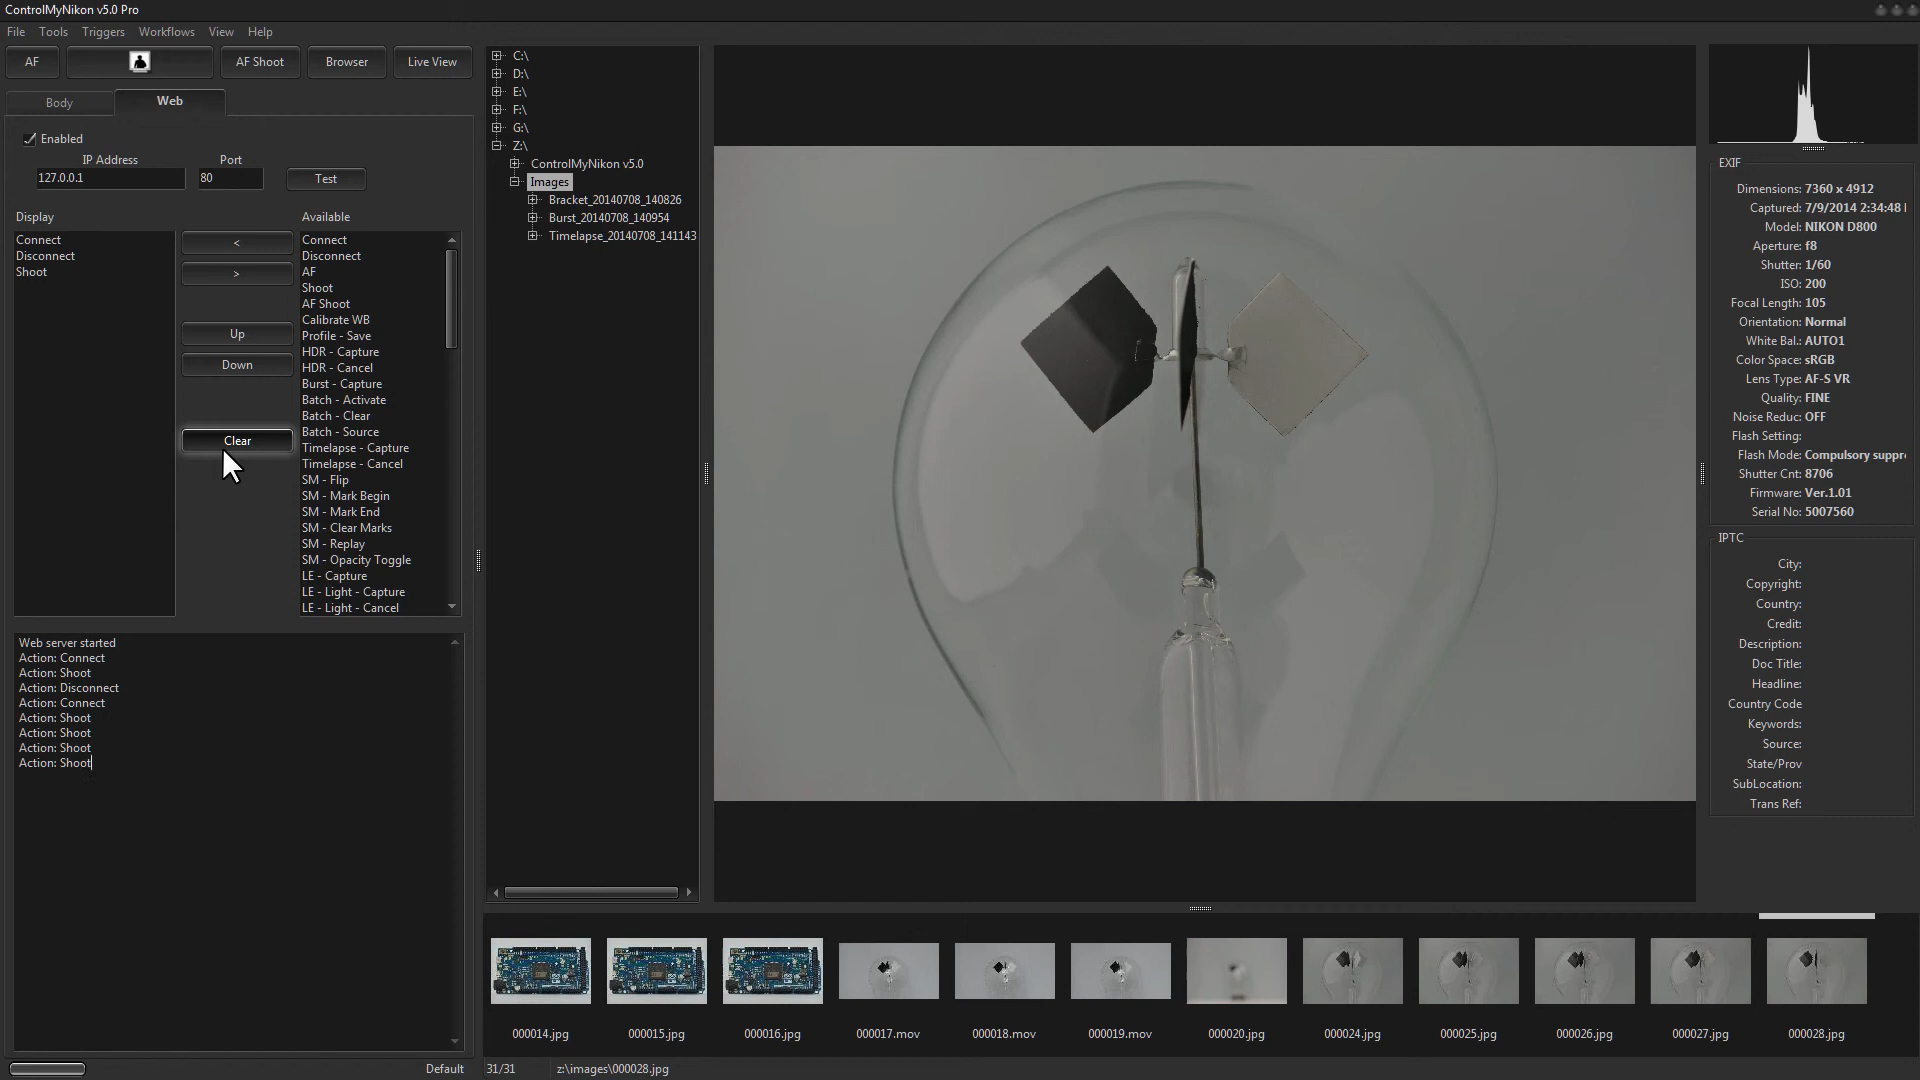 ControlMyNikon v5.0 Pro
File Tools Triggers Workflows View Help
AF AF Shoot Browser Live View
Body Web
Enabled
IP Address Port
127.0.0.1 80 Test
Display Available
Connect
Disconnect
Shoot
<
>
Up
Down
Clear
Connect
Disconnect
AF
Shoot
AF Shoot
Calibrate WB
Profile - Save
HDR - Capture
HDR - Cancel
Burst - Capture
Batch - Activate
Batch - Clear
Batch - Source
Timelapse - Capture
Timelapse - Cancel
SM - Flip
SM - Mark Begin
SM - Mark End
SM - Clear Marks
SM - Replay
SM - Opacity Toggle
LE - Capture
LE - Light - Capture
LE - Light - Cancel
Web server started
Action: Connect
Action: Shoot
Action: Disconnect
Action: Connect
Action: Shoot
Action: Shoot
Action: Shoot
Action: Shoot
Default
C:\
D:\
E:\
F:\
G:\
Z:\
ControlMyNikon v5.0
Images
Bracket_20140708_140826
Burst_20140708_140954
Timelapse_20140708_141143
EXIF
Dimensions: 7360 x 4912
Captured: 7/9/2014 2:34:48
Model: NIKON D800
Aperture: f8
Shutter: 1/60
ISO: 200
Focal Length: 105
Orientation: Normal
White Bal.: AUTO1
Color Space: sRGB
Lens Type: AF-S VR
Quality: FINE
Noise Reduc: OFF
Flash Setting:
Flash Mode: Compulsory suppr
Shutter Cnt: 8706
Firmware: Ver.1.01
Serial No: 5007560
IPTC
City:
Copyright:
Country:
Credit:
Description:
Doc Title:
Headline:
Country Code
Keywords:
Source:
State/Prov
SubLocation:
Trans Ref:
000014.jpg 000015.jpg 000016.jpg 000017.mov 000018.mov 000019.mov 000020.jpg 000024.jpg 000025.jpg 000026.jpg 000027.jpg 000028.jpg
31/31 z:\images\000028.jpg